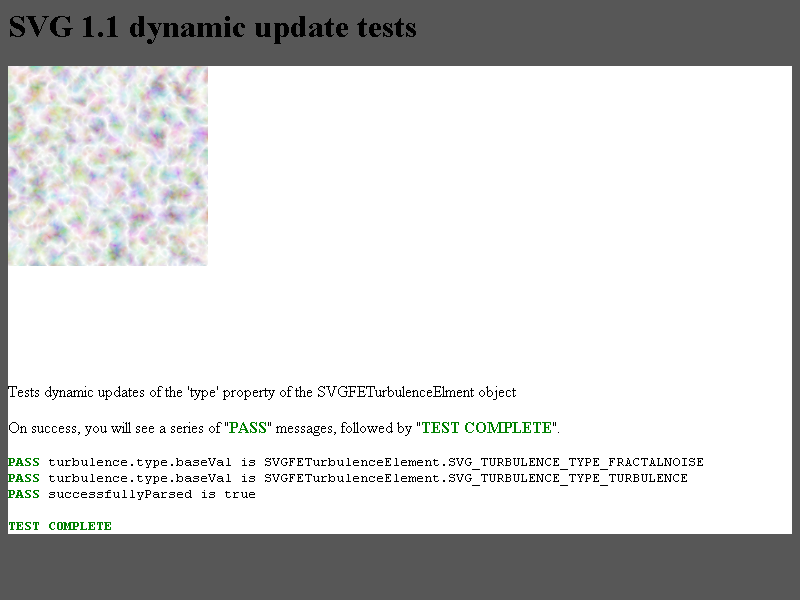 SVG 1.1 dynamic update tests
Tests dynamic updates of the 'type' property of the SVGFETurbulenceElment object
On success, you will see a series of "PASS" messages, followed by "TEST COMPLETE".
PASS turbulence.type.baseVal is SVGFETurbulenceElement.SVG_TURBULENCE_TYPE_FRACTALNOISE
PASS turbulence.type.baseVal is SVGFETurbulenceElement.SVG_TURBULENCE_TYPE_TURBULENCE
PASS successfullyParsed is true
TEST COMPLETE